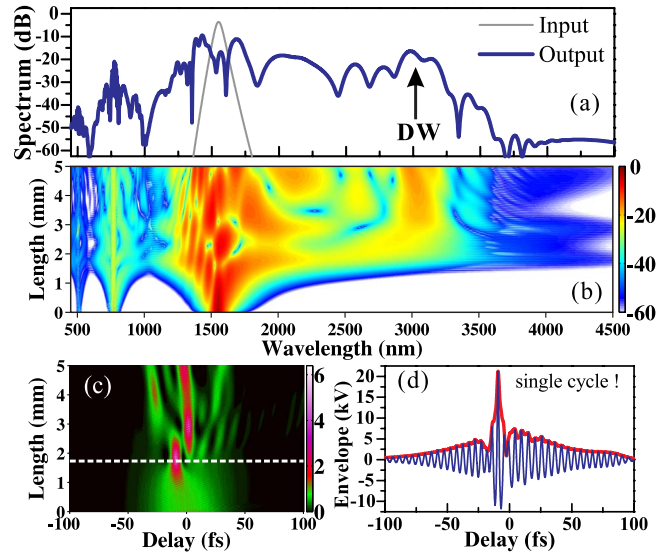 Spectrum (dB)
0
-10
-20
-30
-40
-50
-60
Input
Output
DW
(a)
Length (mm)
5
4
3
2
1
0
(b)
0
-20
-40
-60
500 1000 1500 2000 2500 3000 3500 4000 4500
Wavelength (nm)
Length (mm)
5
4
3
2
1
0
(c)
6
4
2
0
-100 -50 0 50 100
Delay (fs)
Envelope (kV)
20
15
10
5
0
-5
-10
(d)
single cycle !
-100 -50 0 50 100
Delay (fs)